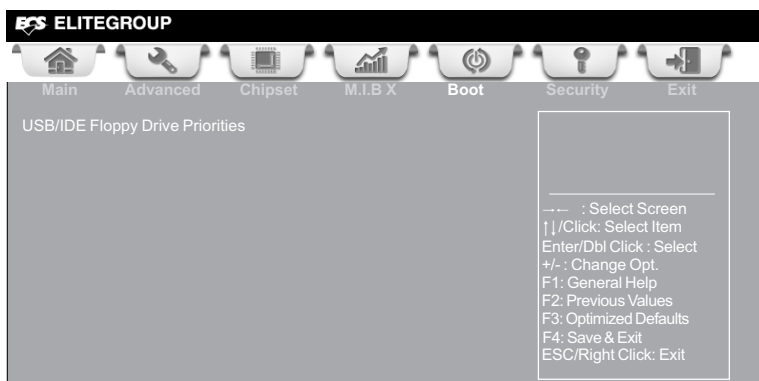 ECS ELITEGROUP
Main Advanced Chipset M.I.B X Boot Security Exit
USB/IDE Floppy Drive Priorities
→← : Select Screen
↑↓/Click: Select Item
Enter/Dbl Click : Select
+/- : Change Opt.
F1: General Help
F2: Previous Values
F3: Optimized Defaults
F4: Save & Exit
ESC/Right Click: Exit